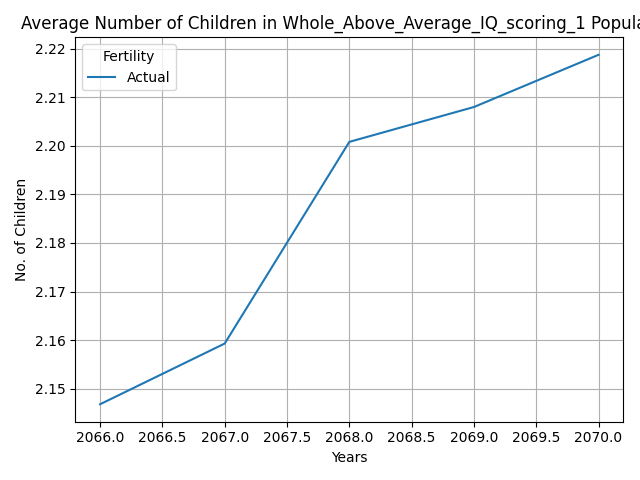 Average Number of Children in Whole_Above_Average_IQ_scoring_1 Popula
Fertility
Actual
2.22
2.21
2.20
2.19
2.18
2.17
2.16
2.15
No. of Children
2066.0 2066.5 2067.0 2067.5 2068.0 2068.5 2069.0 2069.5 2070.0
Years